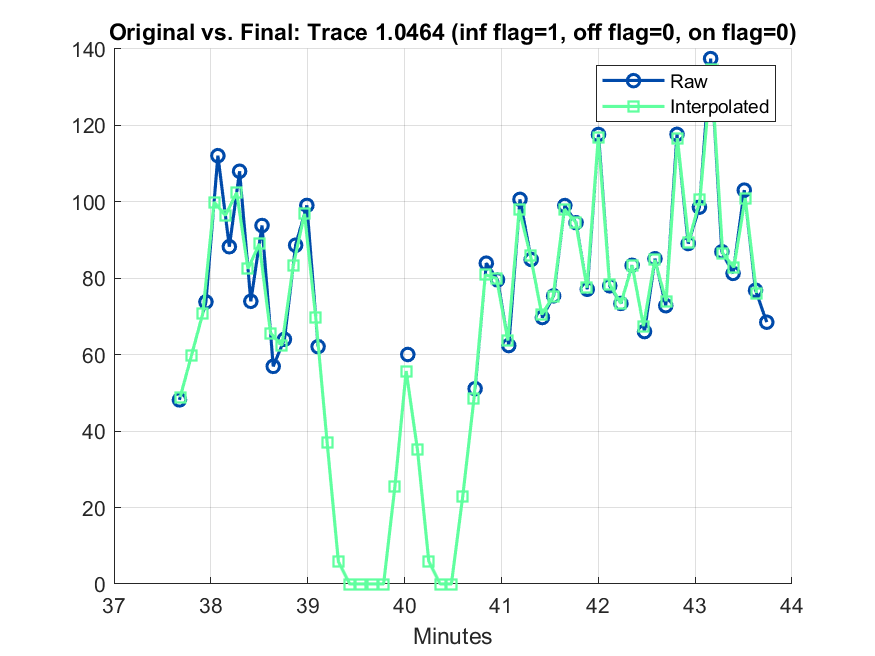 Original vs. Final: Trace 1.0464 (inf flag=1, off flag=0, on flag=0)
140
120
100
80
60
40
20
0
Raw
Interpolated
37 38 39 40 41 42 43 44
Minutes